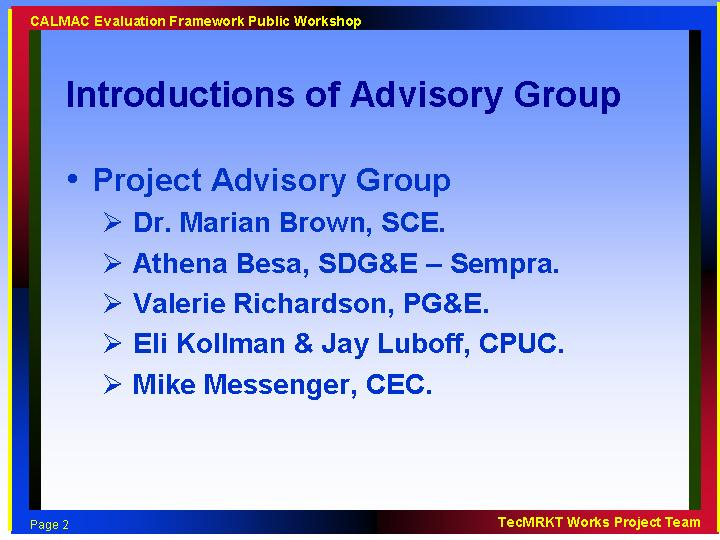 CALMAC Evaluation Framework Public Workshop
Introductions of Advisory Group
• Project Advisory Group
➢ Dr. Marian Brown, SCE.
➢ Athena Besa, SDG&E – Sempra.
➢ Valerie Richardson, PG&E.
➢ Eli Kollman & Jay Luboff, CPUC.
➢ Mike Messenger, CEC.
Page 2
TecMRKT Works Project Team